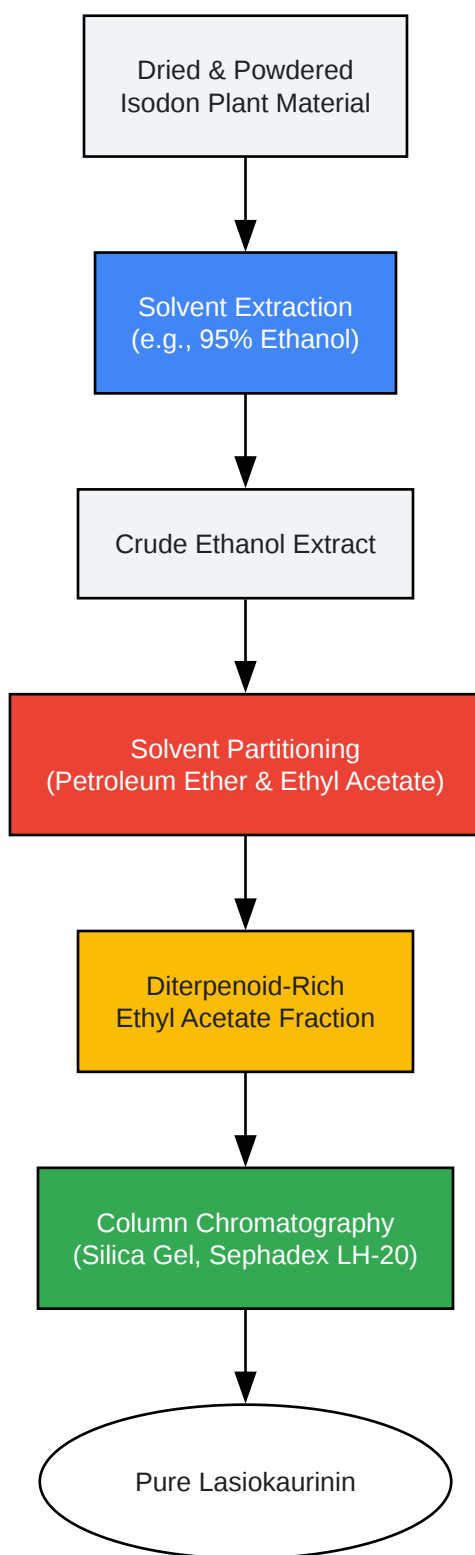 Dried & Powdered
Isodon Plant Material
Solvent Extraction
(e.g., 95% Ethanol)
Crude Ethanol Extract
Solvent Partitioning
(Petroleum Ether & Ethyl Acetate)
Diterpenoid-Rich
Ethyl Acetate Fraction
Column Chromatography
(Silica Gel, Sephadex LH-20)
Pure Lasiokaurinin